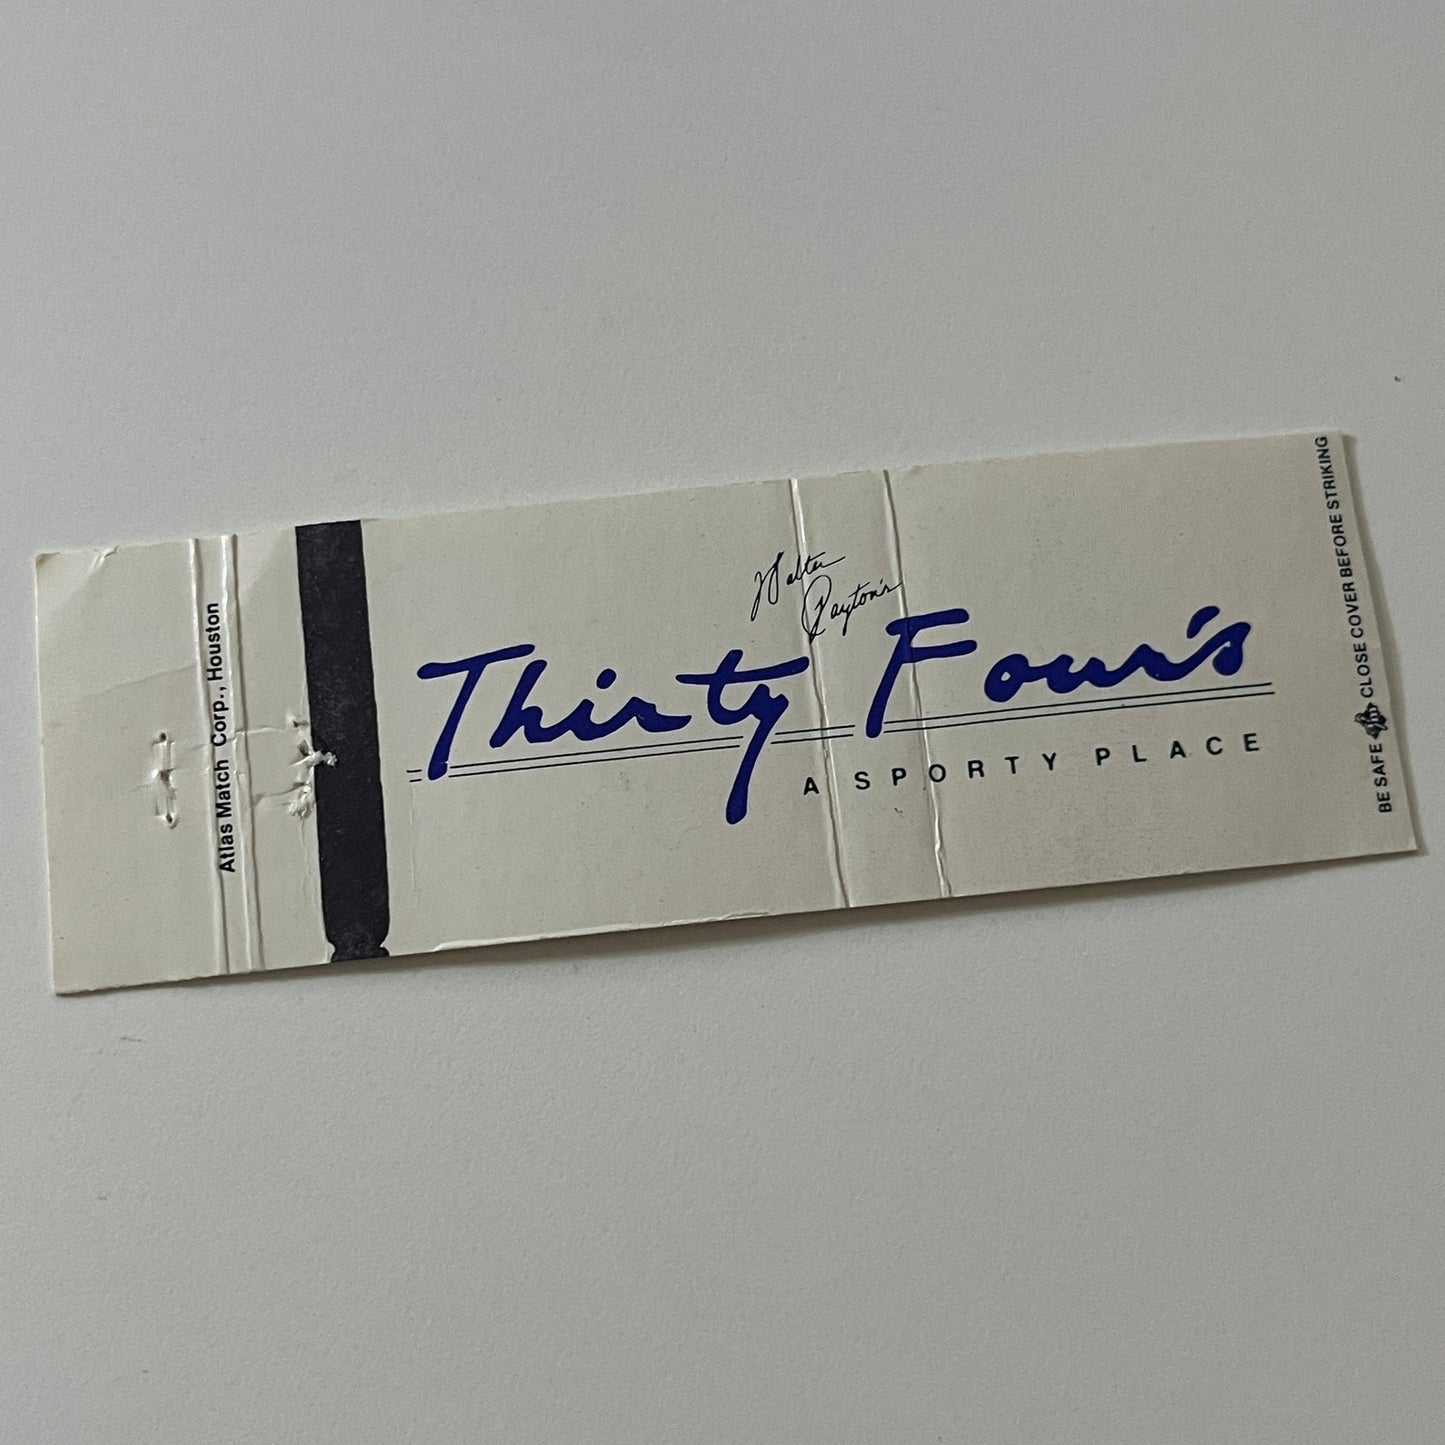 Atlas Match Corp., Houston
Walter
Payton's
Thirty Four's
A SPORTY PLACE
BE SAFE CLOSE COVER BEFORE STRIKING